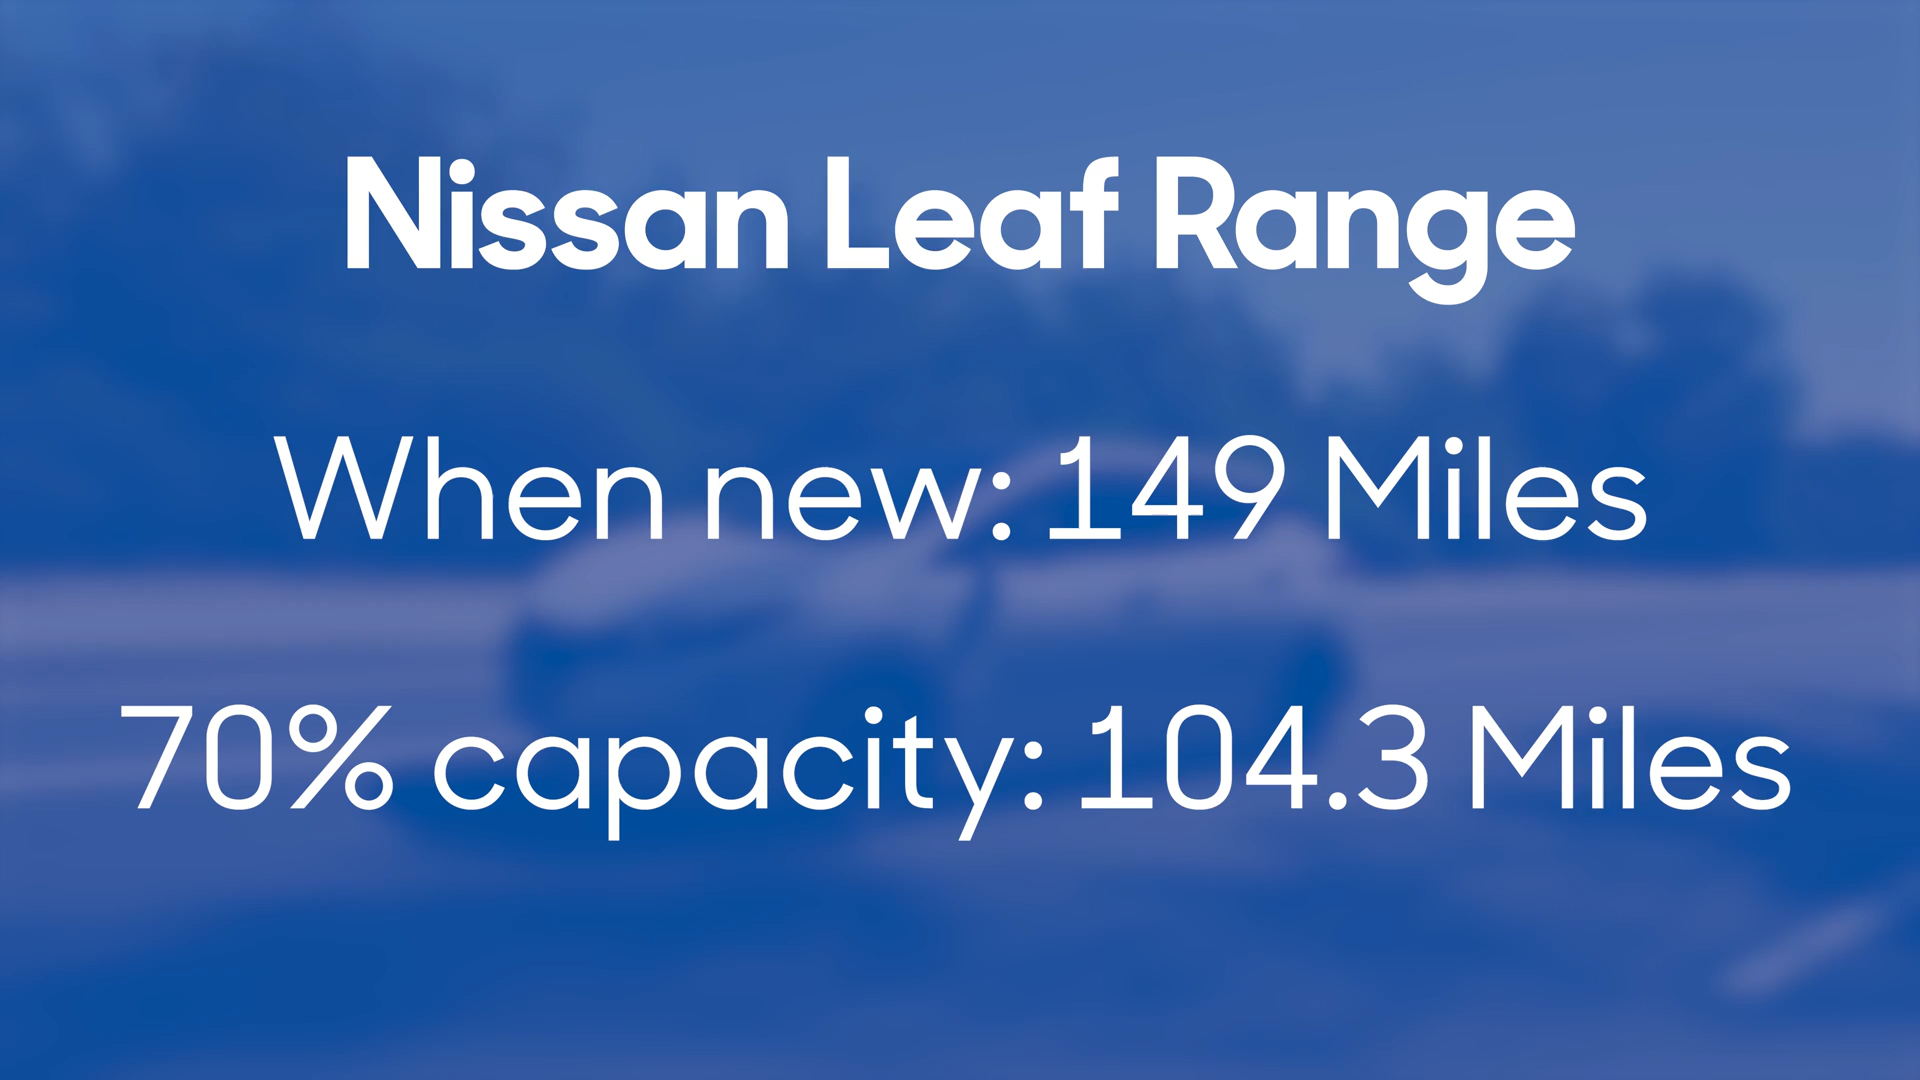 Nissan Leaf Range
When new: 149 Miles
70% capacity: 104.3 Miles